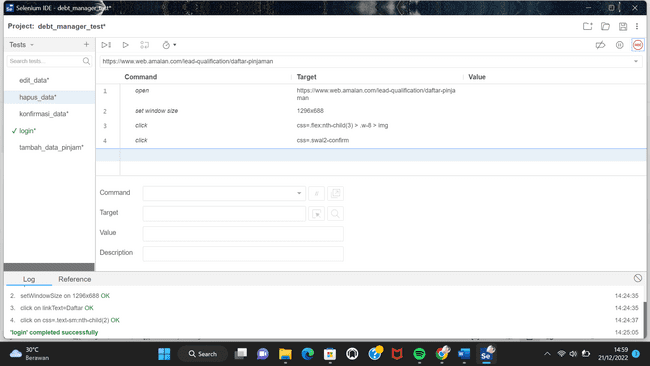 Selenium IDE - debt_manager_test*
Project: debt_manager_test*
Tests
Search tests...
edit_data*
hapus_data*
konfirmasi_data*
✓ login*
tambah_data_pinjam*
https://www.web.amalan.com/lead-qualification/daftar-pinjaman
Command Target Value
1 open https://www.web.amalan.com/lead-qualification/daftar-pinja
man
2 set window size 1296x688
3 click css=.flex:nth-child(3) > .w-8 > img
4 click css=.swal2-confirm
Command
Target
Value
Description
Log Reference
2. setWindowSize on 1296x688 OK 14:24:35
3. click on linkText=Daftar OK 14:24:35
4. click on css=.text-sm:nth-child(2) OK 14:24:37
'login' completed successfully 14:25:05
30°C
Berawan
Search
14:59
21/12/2022